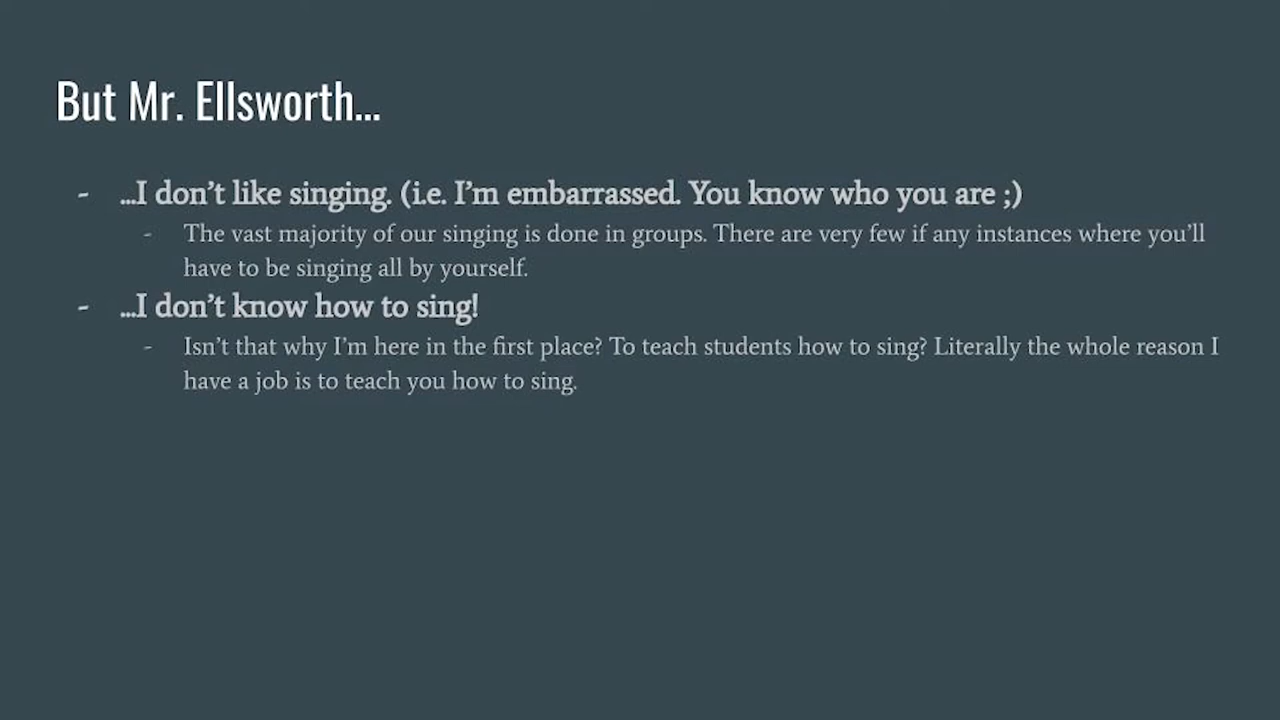 But Mr. Ellsworth...
- ...I don't like singing. (i.e. I'm embarrassed. You know who you are ;)
- The vast majority of our singing is done in groups. There are very few if any instances where you'll
have to be singing all by yourself.
- ...I don't know how to sing!
- Isn't that why I'm here in the first place? To teach students how to sing? Literally the whole reason I
have a job is to teach you how to sing.